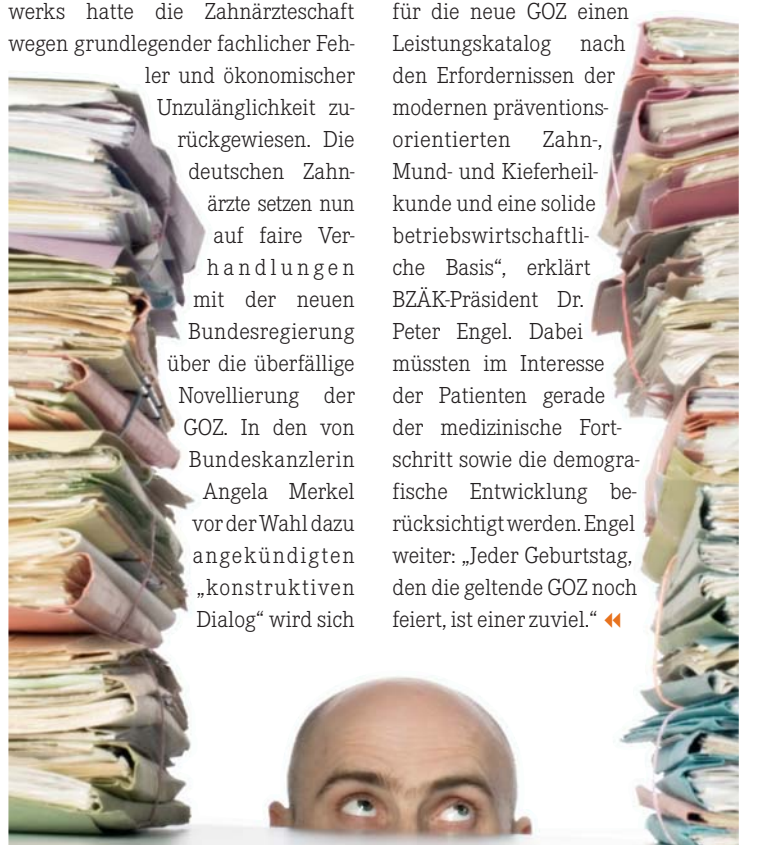 werks hatte die Zahnärzteschaft
wegen grundlegender fachlicher Feh-
ler und ökonomischer
Unzulänglichkeit zu-
rückgewiesen. Die
deutschen Zahn-
ärzte setzen nun
auf faire Ver-
handlungen
mit der neuen
Bundesregierung
über die überfällige
Novellierung der
GOZ. In den von
Bundeskanzlerin
Angela Merkel
vor der Wahl dazu
angekündigten
„konstruktiven
Dialog“ wird sich
für die neue GOZ einen
Leistungskatalog nach
den Erfordernissen der
modernen präventions-
orientierten Zahn-,
Mund- und Kieferheil-
kunde und eine solide
betriebswirtschaftli-
che Basis“, erklärt
BZÄK-Präsident Dr.
Peter Engel. Dabei
müssten im Interesse
der Patienten gerade
der medizinische Fort-
schritt sowie die demogra-
fische Entwicklung be-
rücksichtigt werden. Engel
weiter: „Jeder Geburtstag,
den die geltende GOZ noch
feiert, ist einer zuviel.“